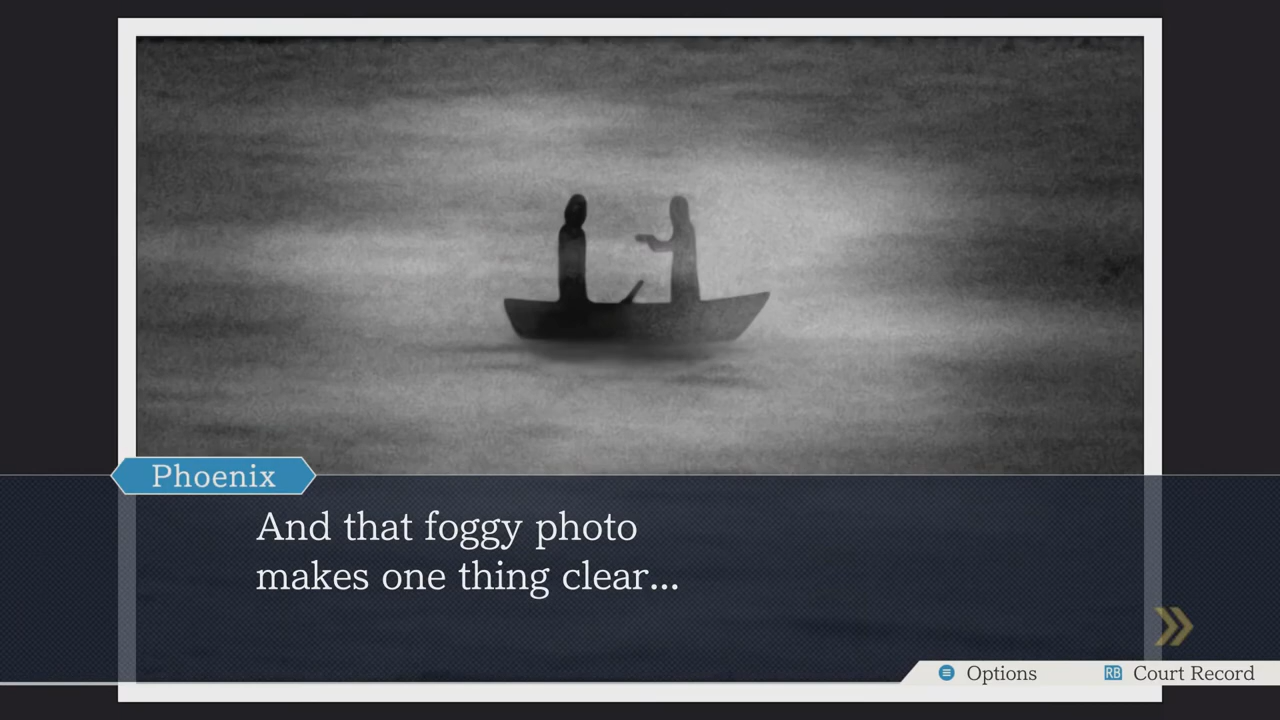 Phoenix
And that foggy photo
makes one thing clear...
Options
RB Court Record